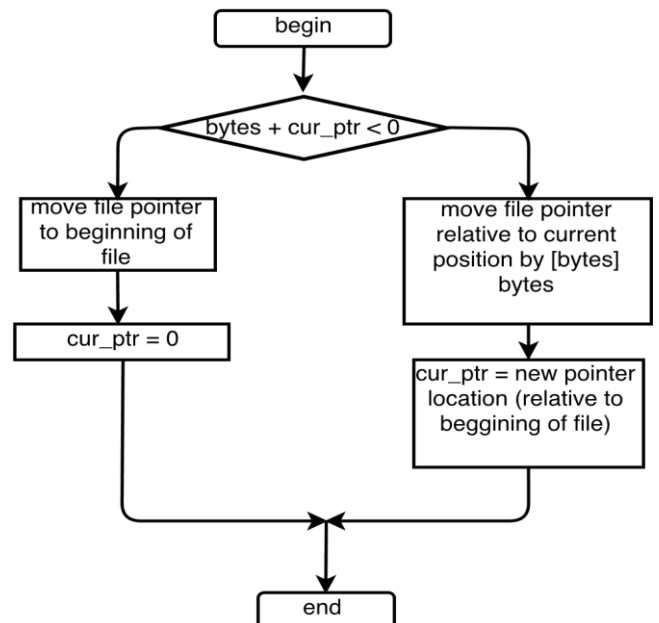 begin
bytes + cur_ptr < 0
move file pointer
to beginning of
file
cur_ptr = 0
move file pointer
relative to current
position by [bytes]
bytes
cur_ptr = new pointer
location (relative to
beggining of file)
end